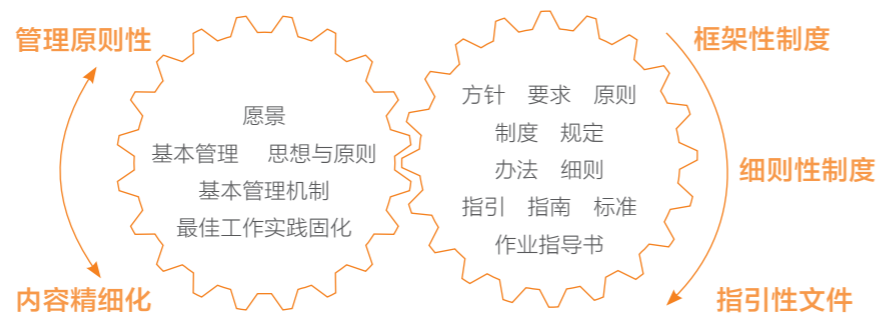 管理原则性
内容精细化
愿景
基本管理 思想与原则
基本管理机制
最佳工作实践固化
方针 要求 原则
制度 规定
办法 细则
指引 指南 标准
作业指导书
框架性制度
细则性制度
指引性文件